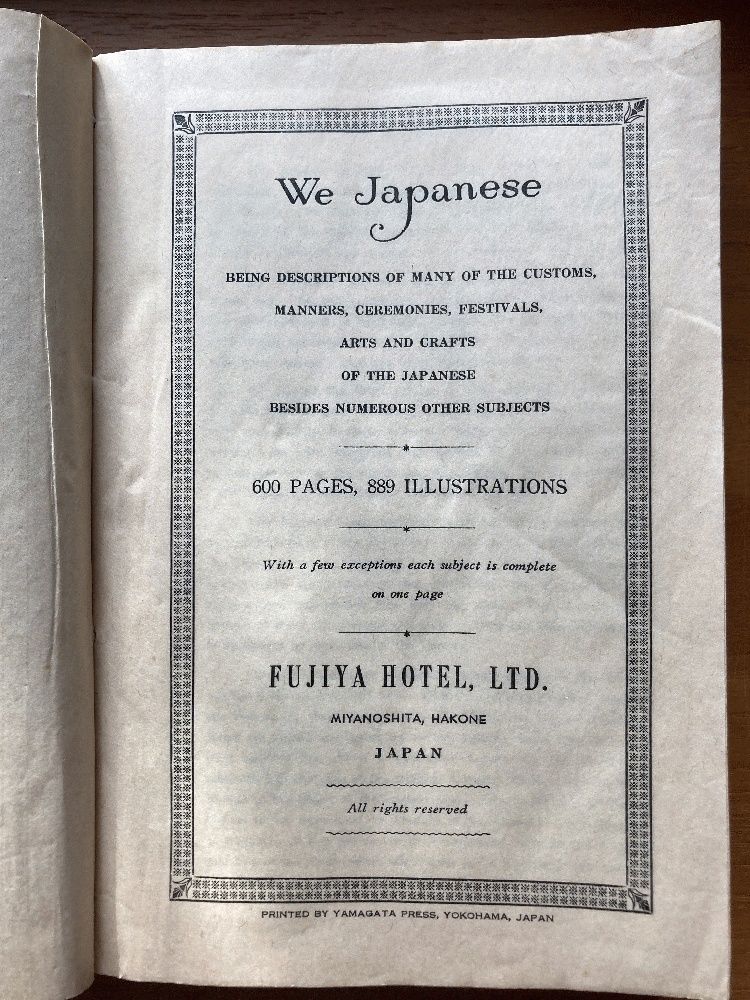 We Japanese
BEING DESCRIPTIONS OF MANY OF THE CUSTOMS,
MANNERS, CEREMONIES, FESTIVALS,
ARTS AND CRAFTS
OF THE JAPANESE
BESIDES NUMEROUS OTHER SUBJECTS
600 PAGES, 889 ILLUSTRATIONS
With a few exceptions each subject is complete
on one page
FUJIYA HOTEL, LTD.
MIYANOSHITA, HAKONE
JAPAN
All rights reserved
PRINTED BY YAMAGATA PRESS, YOKOHAMA, JAPAN